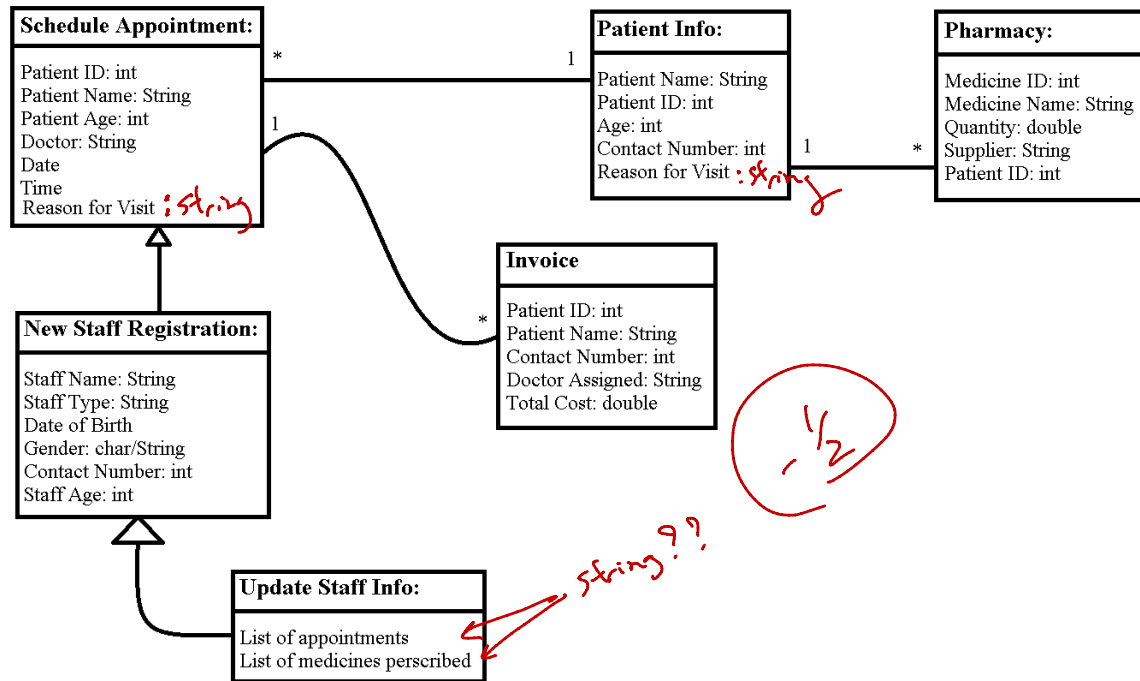 Schedule Appointment:
Patient ID: int
Patient Name: String
Patient Age: int
Doctor: String
Date
Time
Reason for Visit : string
*
1
1
*
Patient Info:
Patient Name: String
Patient ID: int
Age: int
Contact Number: int
Reason for Visit : string
1
*
Pharmacy:
Medicine ID: int
Medicine Name: String
Quantity: double
Supplier: String
Patient ID: int
Invoice
Patient ID: int
Patient Name: String
Contact Number: int
Doctor Assigned: String
Total Cost: double
New Staff Registration:
Staff Name: String
Staff Type: String
Date of Birth
Gender: char/String
Contact Number: int
Staff Age: int
- 1/2
string??
Update Staff Info:
List of appointments
List of medicines perscribed